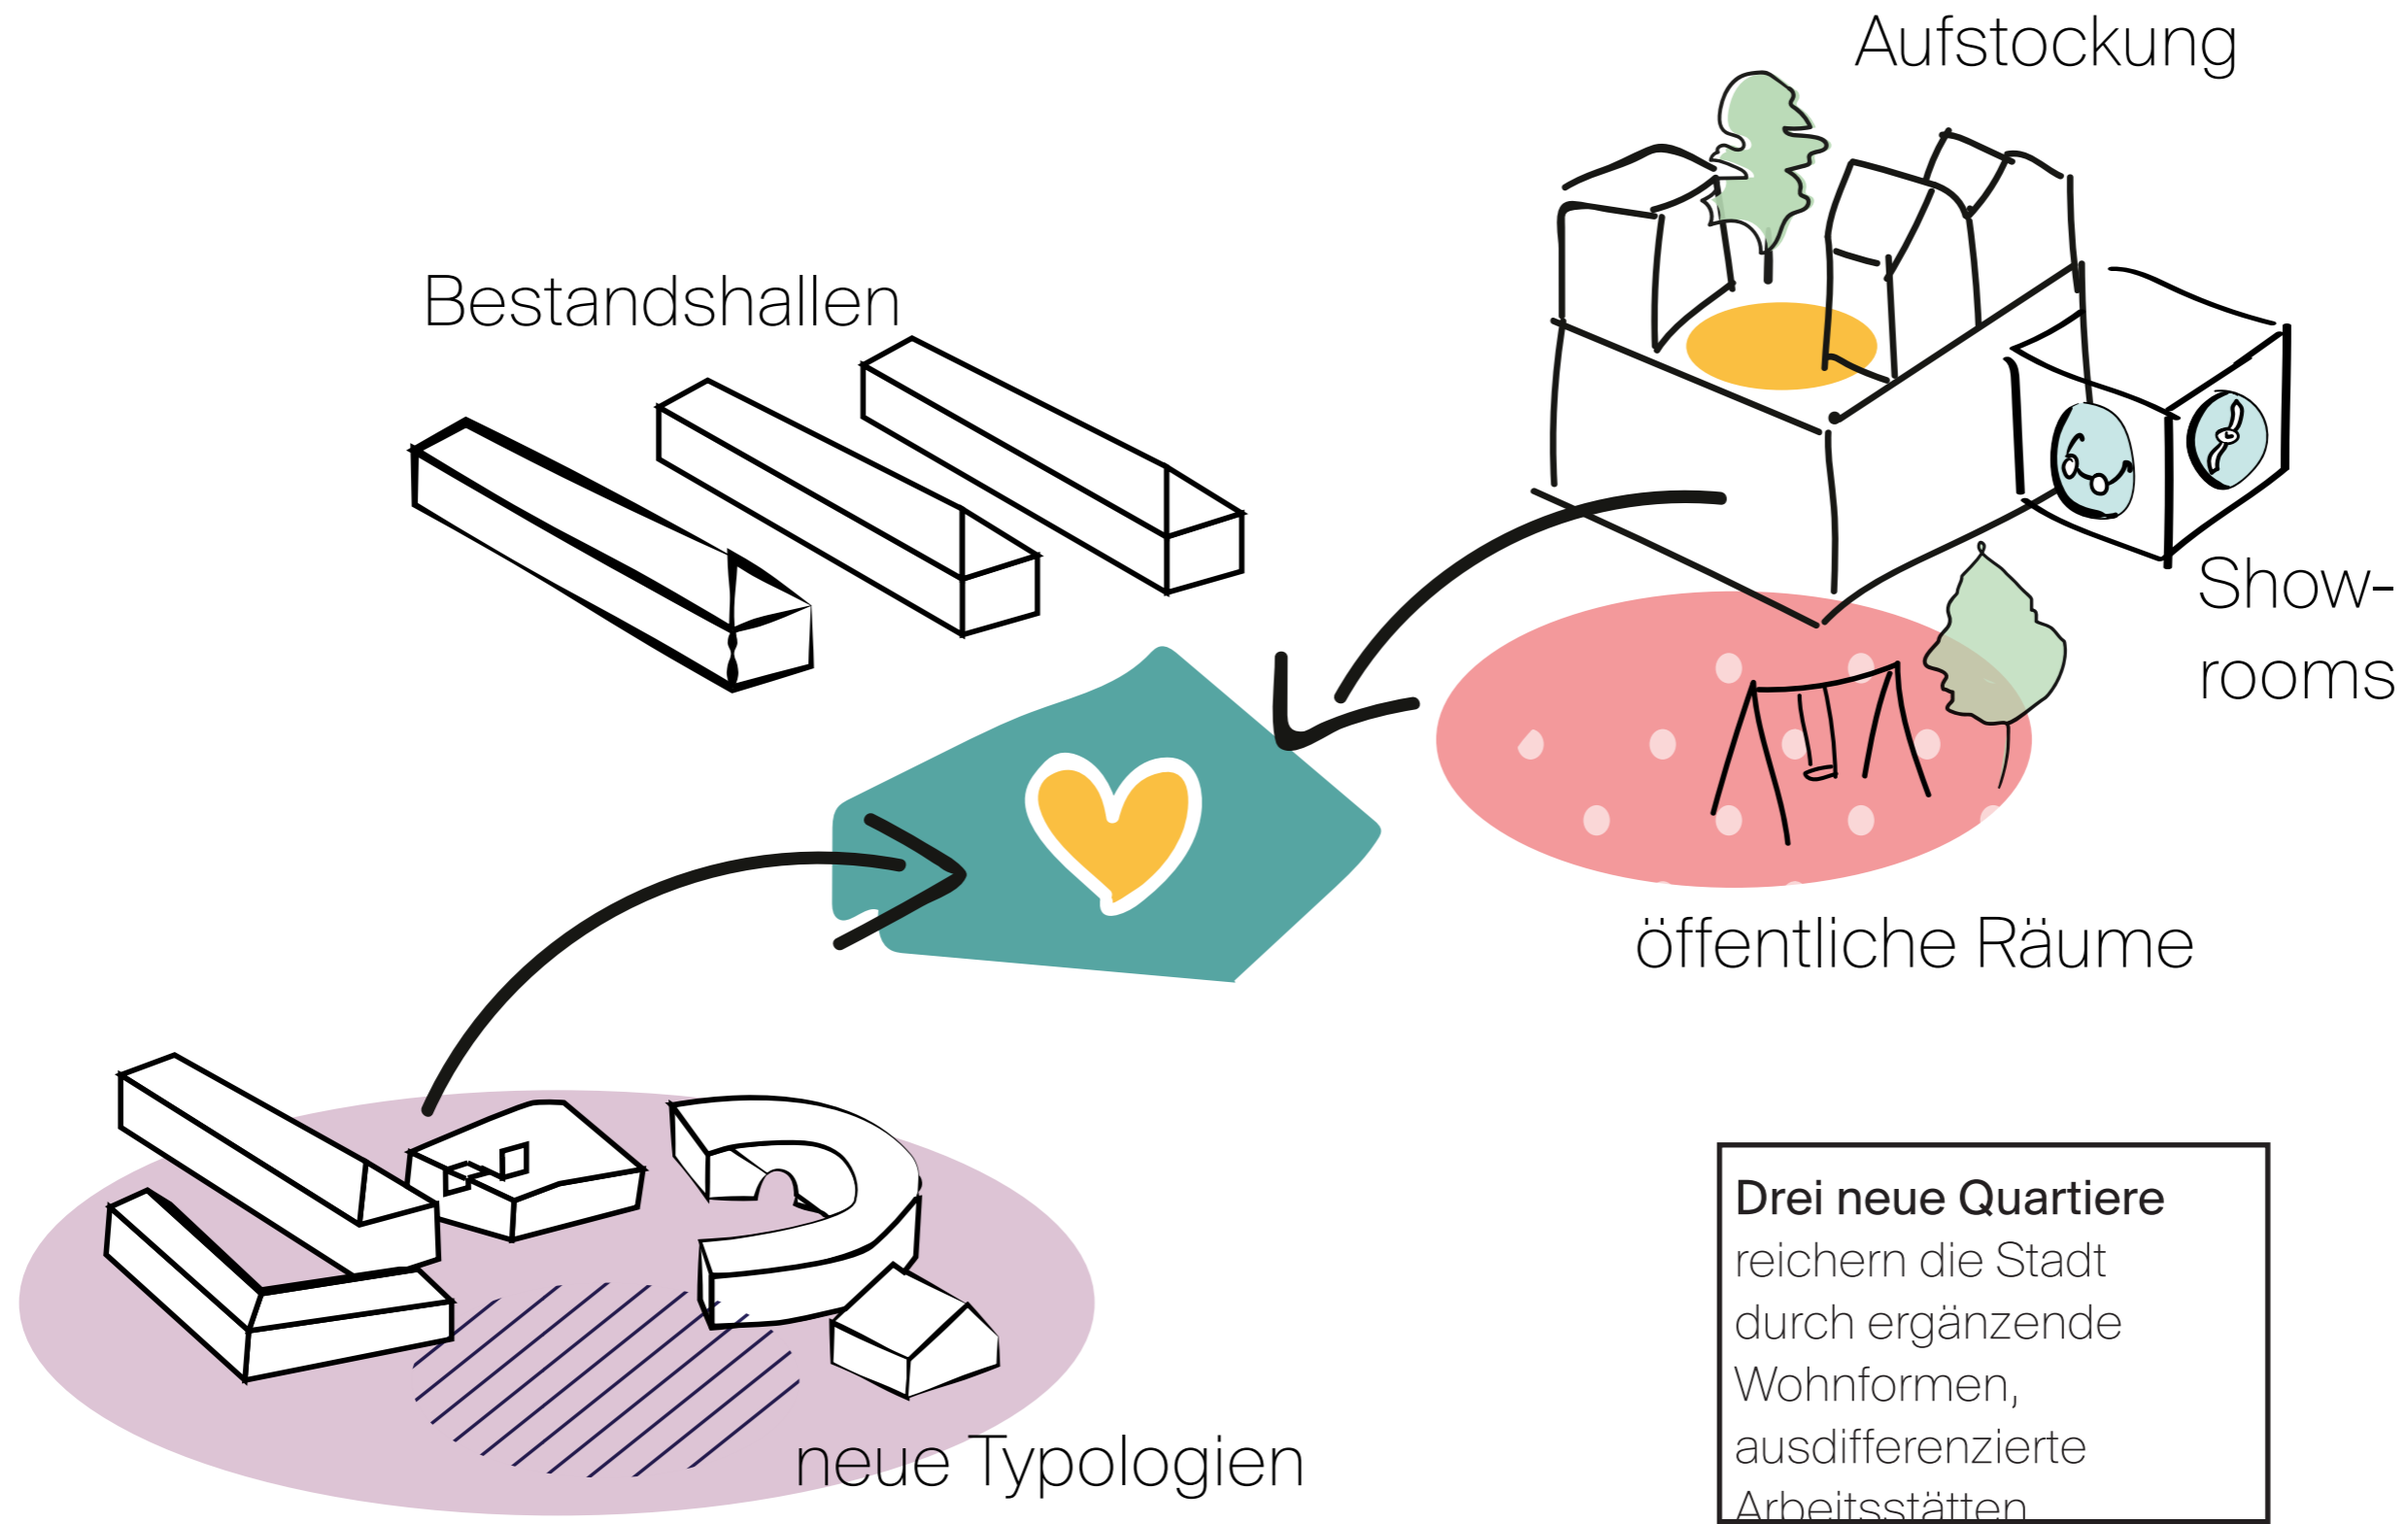 Aufstockung
Bestandshallen
Show-
rooms
öffentliche Räume
neue Typologien
Drei neue Quartiere
reichern die Stadt
durch ergänzende
Wohnformen,
ausdifferenzierte
Arbeitsstätten